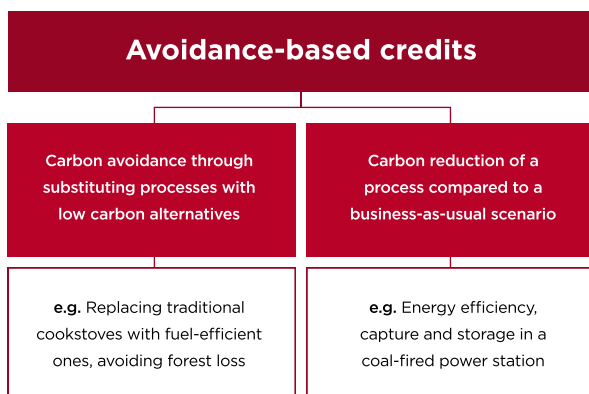 Avoidance-based credits
Carbon avoidance through
substituting processes with
low carbon alternatives
Carbon reduction of a
process compared to a
business-as-usual scenario
e.g. Replacing traditional
cookstoves with fuel-efficient
ones, avoiding forest loss
e.g. Energy efficiency,
capture and storage in a
coal-fired power station